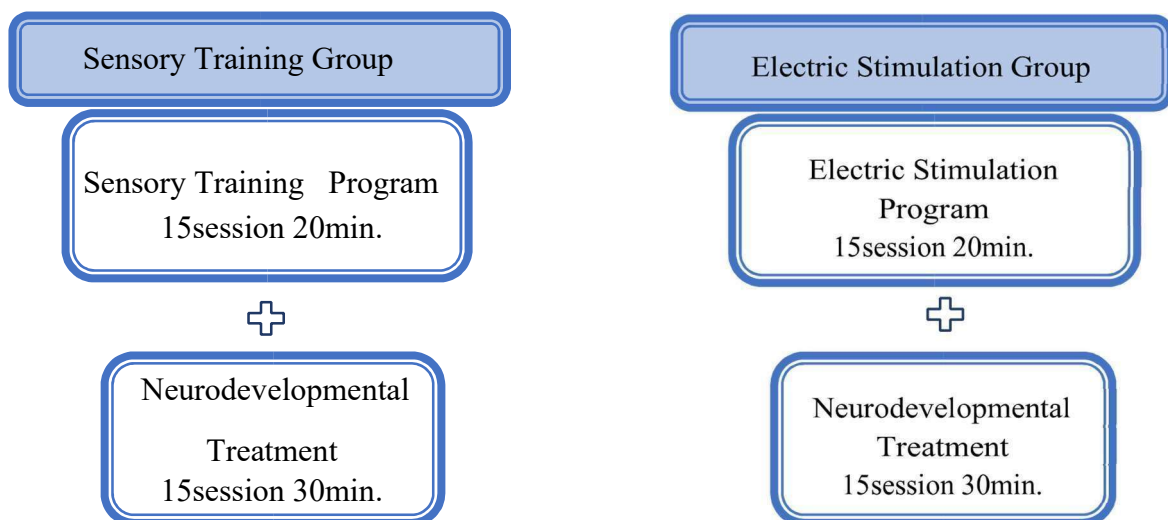 Sensory Training Group
Sensory Training Program
15session 20min.
Neurodevelopmental
Treatment
15session 30min.
Electric Stimulation Group
Electric Stimulation
Program
15session 20min.
Neurodevelopmental
Treatment
15session 30min.